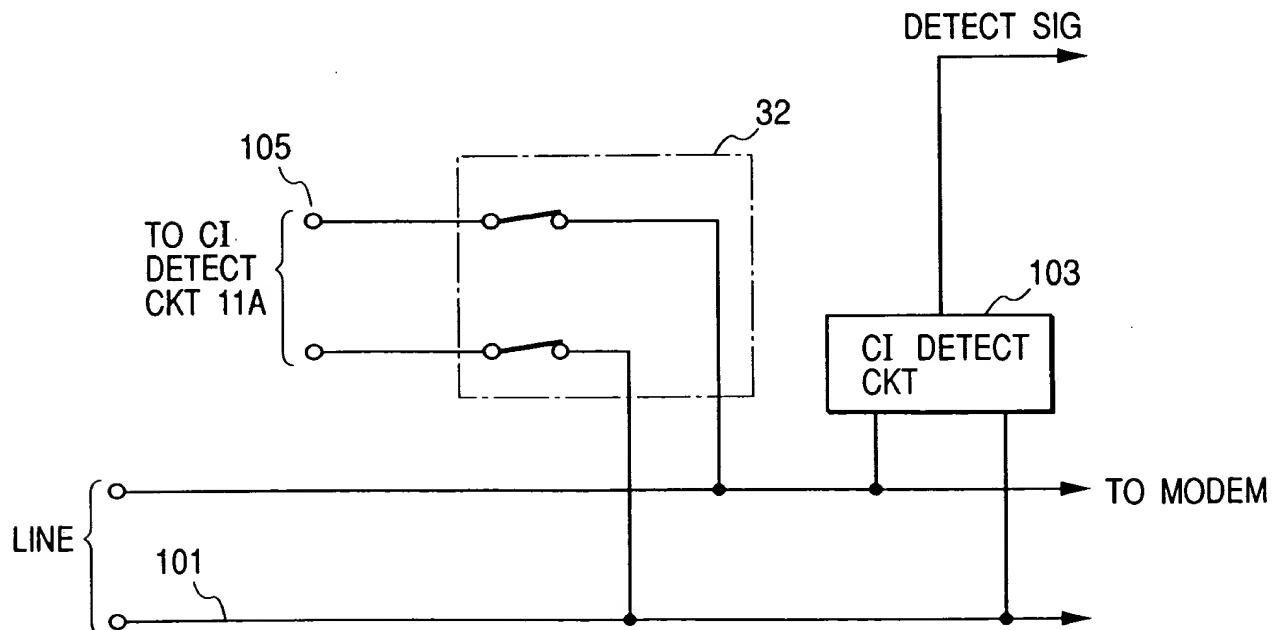 DETECT SIG
32
105
TO CI
DETECT
CKT 11A
103
CI DETECT
CKT
TO MODEM
LINE
101